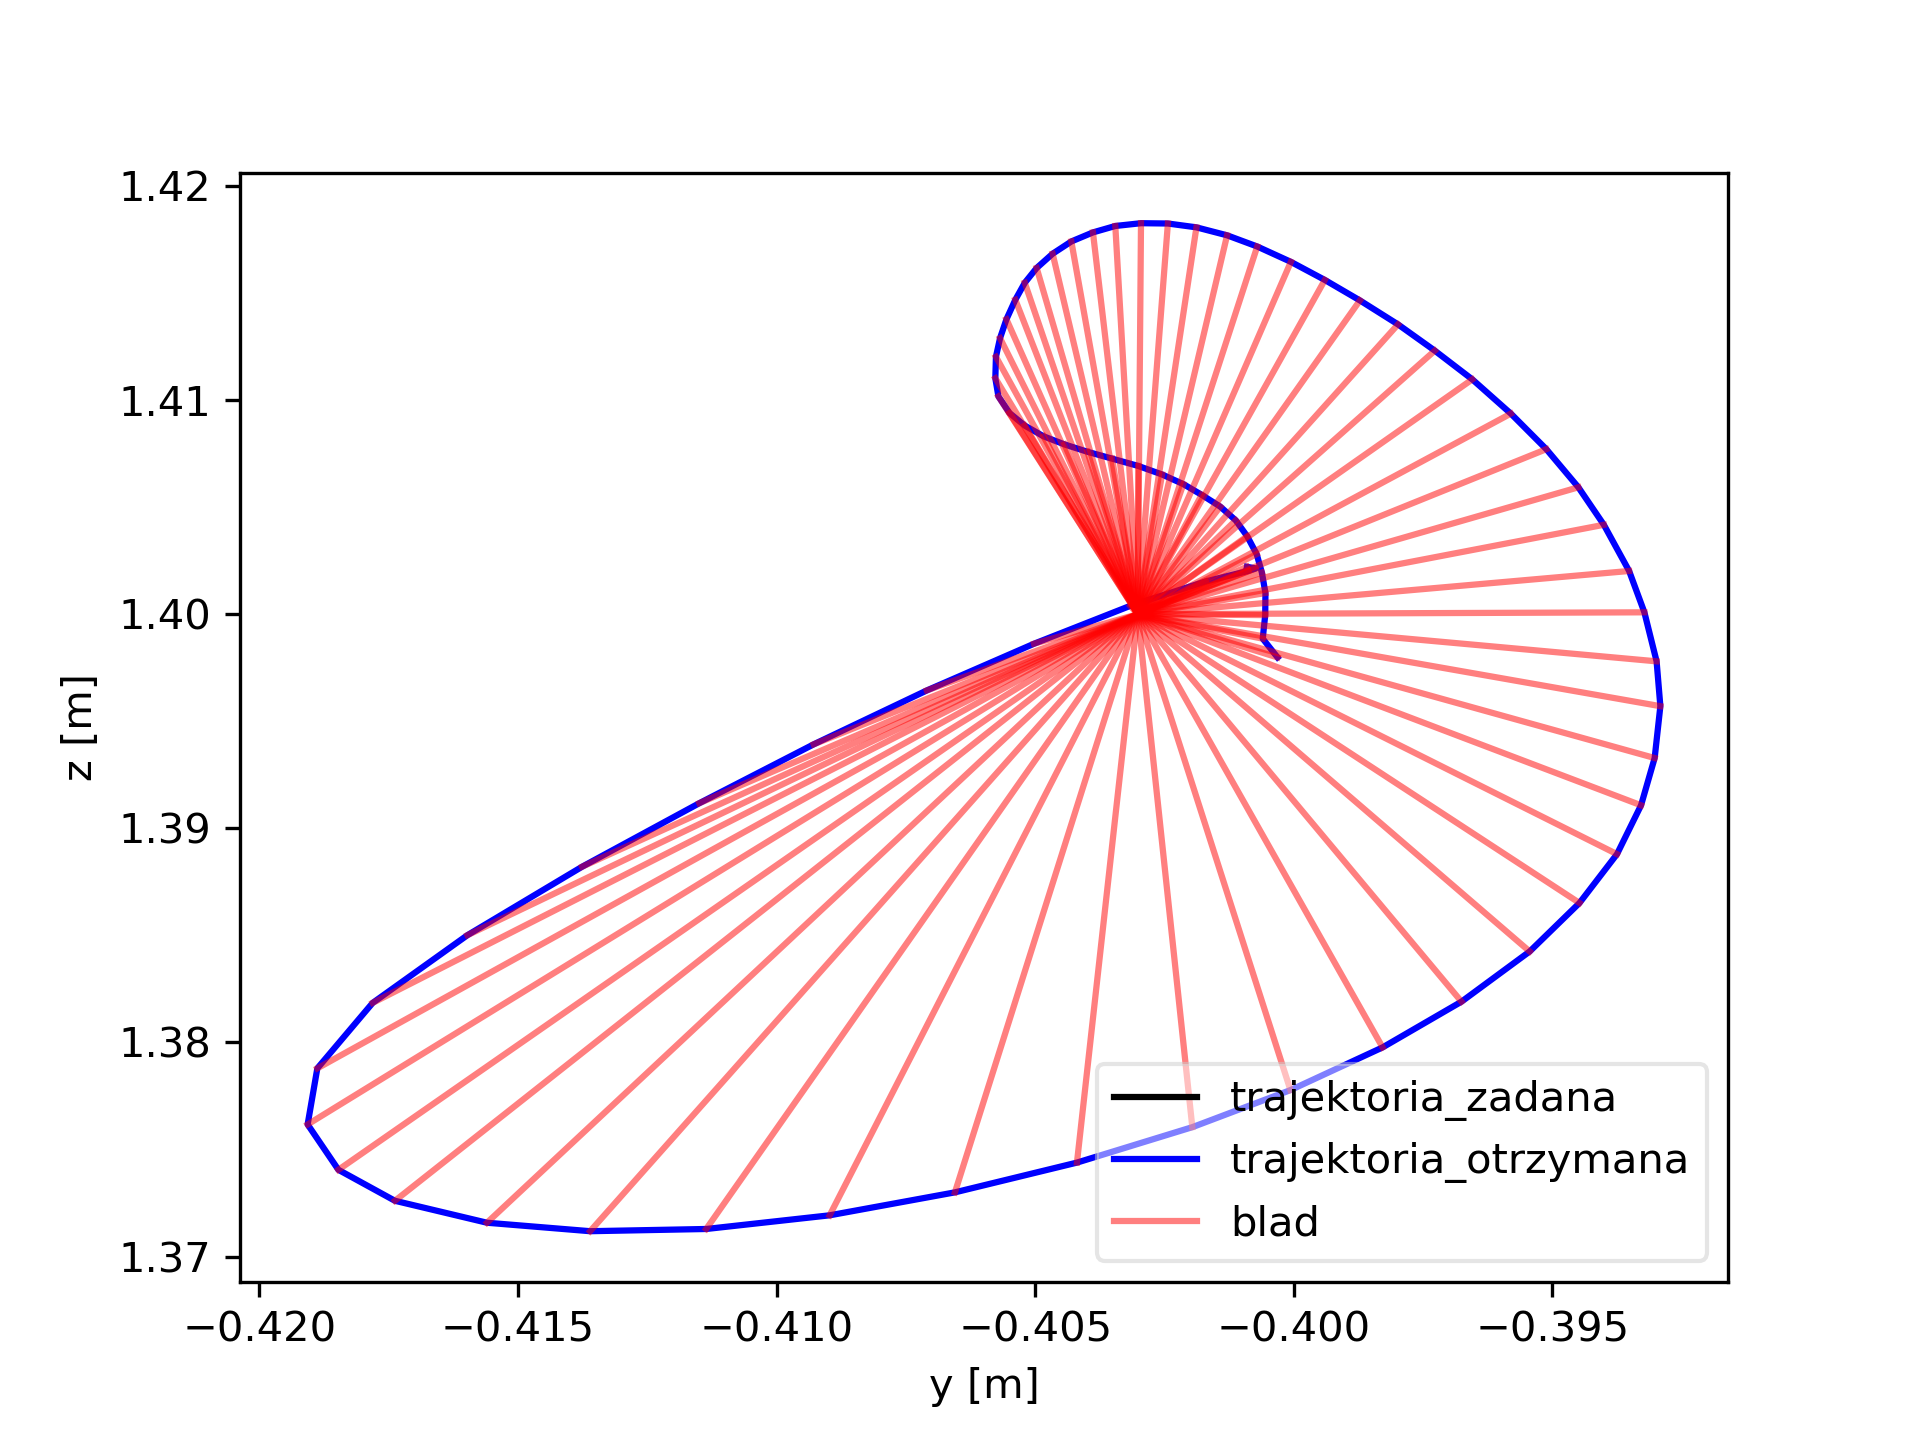 1.42
1.41
1.40
1.39
1.38
1.37
z [m]
−0.420
−0.415
−0.410
−0.405
−0.400
−0.395
y [m]
trajektoria_zadana
trajektoria_otrzymana
blad